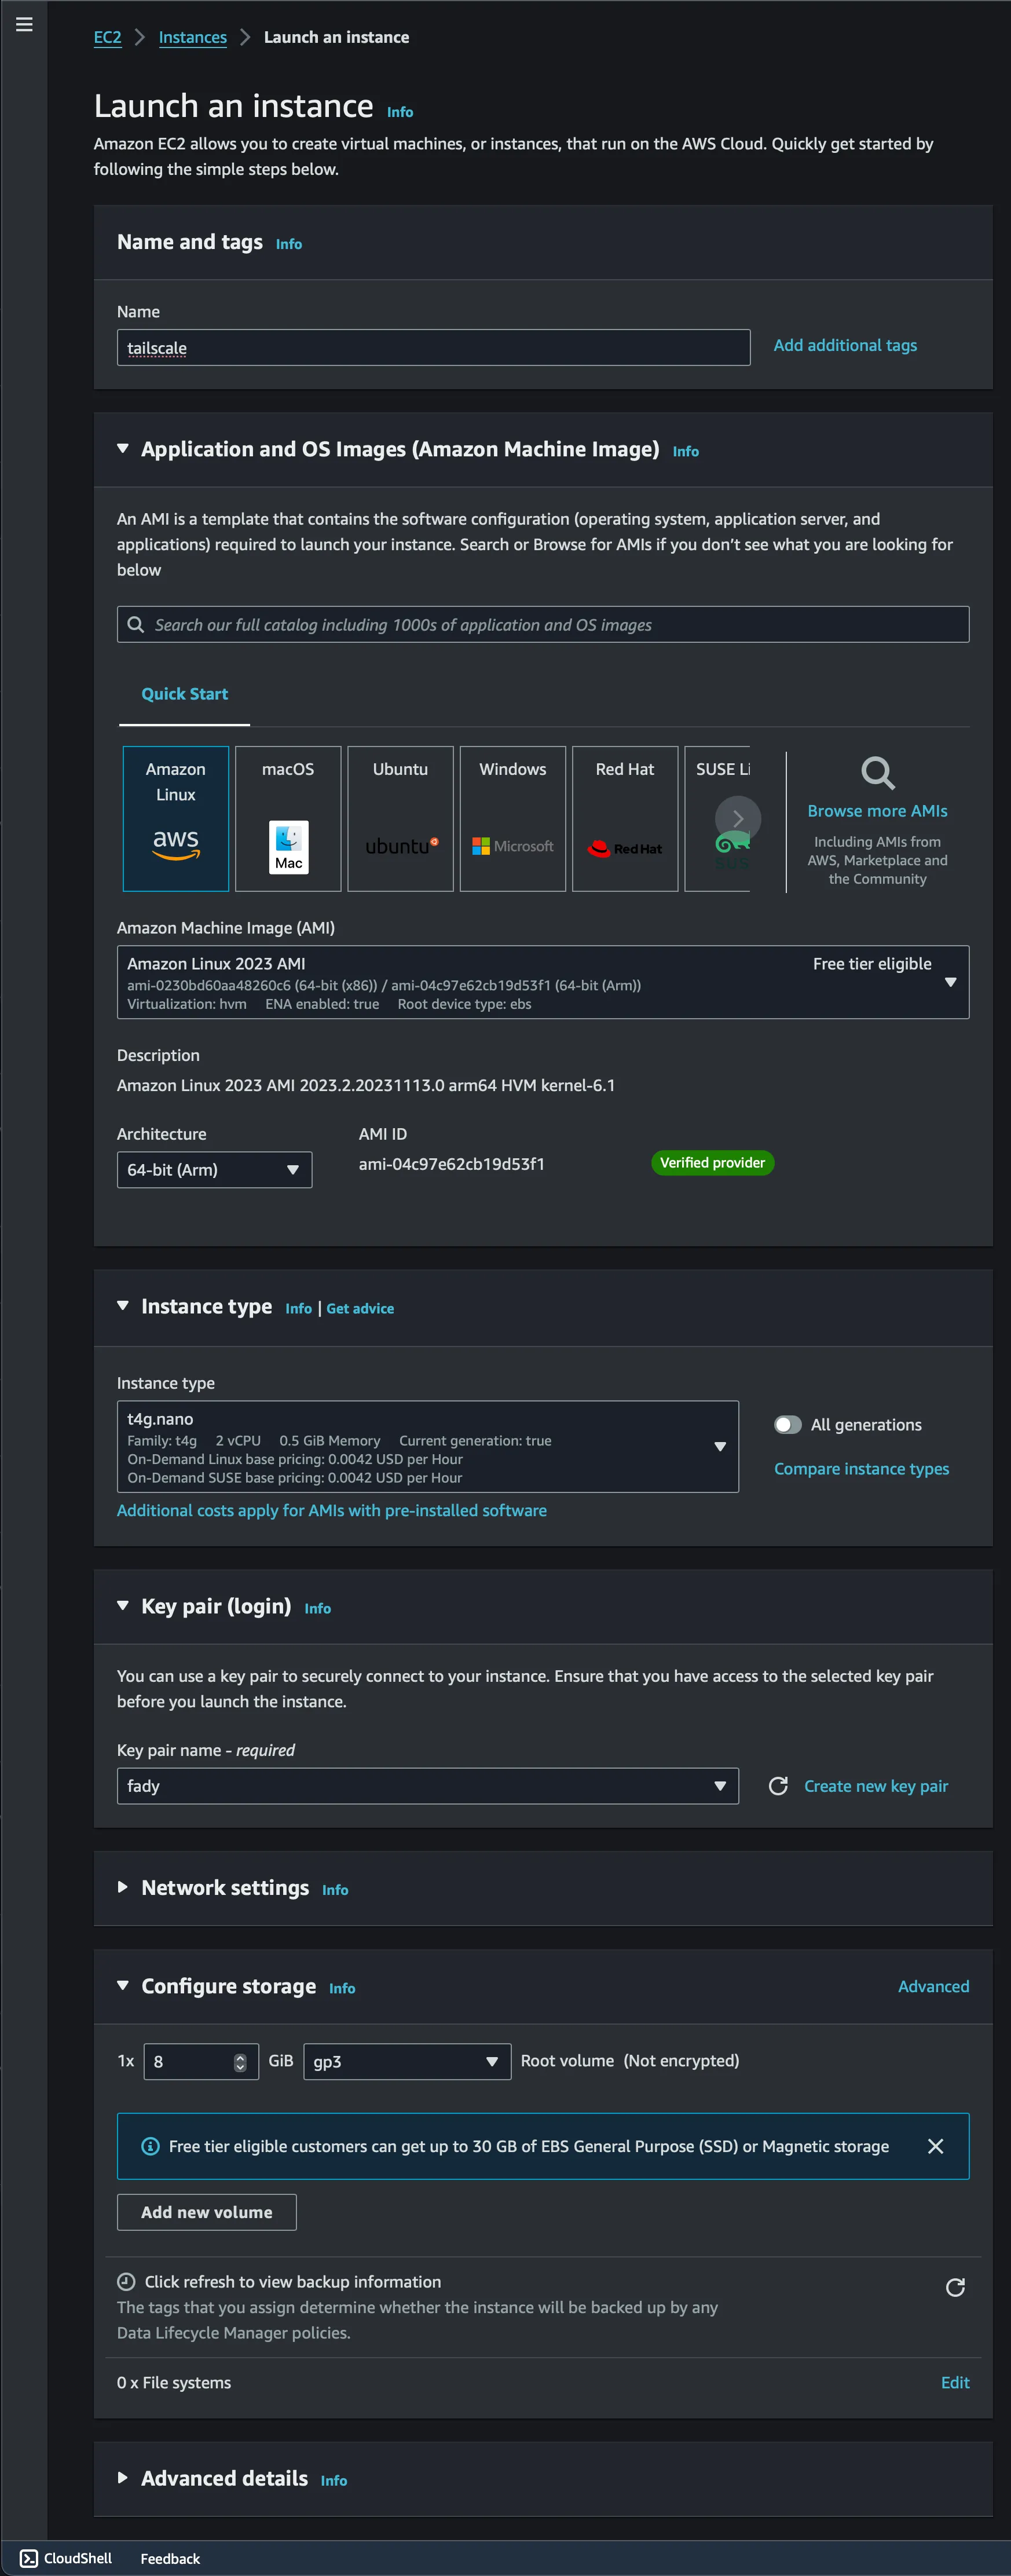 EC2 > Instances > Launch an instance
Launch an instance Info
Amazon EC2 allows you to create virtual machines, or instances, that run on the AWS Cloud. Quickly get started by
following the simple steps below.
Name and tags Info
Name
tailscale
Add additional tags
Application and OS Images (Amazon Machine Image) Info
An AMI is a template that contains the software configuration (operating system, application server, and
applications) required to launch your instance. Search or Browse for AMIs if you don’t see what you are looking for
below
Search our full catalog including 1000s of application and OS images
Quick Start
Amazon
Linux
aws
macOS
Mac
Ubuntu
ubuntu
Windows
Microsoft
Red Hat
Red Hat
SUSE Li
SUS
Browse more AMIs
Including AMIs from
AWS, Marketplace and
the Community
Amazon Machine Image (AMI)
Amazon Linux 2023 AMI
Free tier eligible
ami-0230bd60aa48260c6 (64-bit (x86)) / ami-04c97e62cb19d53f1 (64-bit (Arm))
Virtualization: hvm ENA enabled: true Root device type: ebs
Description
Amazon Linux 2023 AMI 2023.2.20231113.0 arm64 HVM kernel-6.1
Architecture
64-bit (Arm)
AMI ID
ami-04c97e62cb19d53f1
Verified provider
Instance type Info | Get advice
Instance type
t4g.nano
Family: t4g 2 vCPU 0.5 GiB Memory Current generation: true
On-Demand Linux base pricing: 0.0042 USD per Hour
On-Demand SUSE base pricing: 0.0042 USD per Hour
All generations
Compare instance types
Additional costs apply for AMIs with pre-installed software
Key pair (login) Info
You can use a key pair to securely connect to your instance. Ensure that you have access to the selected key pair
before you launch the instance.
Key pair name - required
fady
Create new key pair
Network settings Info
Configure storage Info
Advanced
1x 8 GiB gp3 Root volume (Not encrypted)
Free tier eligible customers can get up to 30 GB of EBS General Purpose (SSD) or Magnetic storage
Add new volume
Click refresh to view backup information
The tags that you assign determine whether the instance will be backed up by any
Data Lifecycle Manager policies.
0 x File systems
Edit
Advanced details Info
CloudShell Feedback